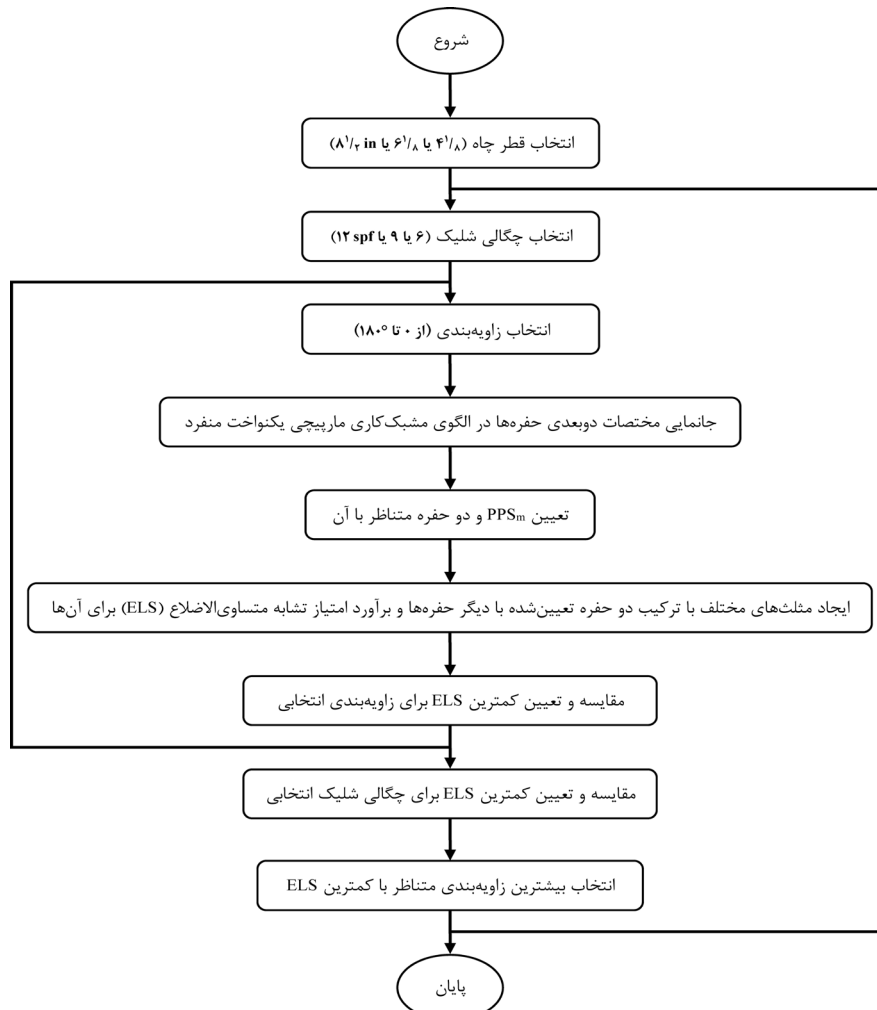 شروع
انتخاب قطر چاه (۴۱/۸ یا ۶۱/۸ یا ۸۱/۲ in)
انتخاب چگالی شلیک (۶ یا ۹ یا ۱۲ spf)
انتخاب زاویه‌بندی (از ۰ تا ۱۸۰°)
جانمایی مختصات دوبعدی حفره‌ها در الگوی مشبک‌کاری مارپیچی یکنواخت منفرد
تعیین PPSm و دو حفره متناظر با آن
ایجاد مثلث‌های مختلف با ترکیب دو حفره تعیین‌شده با دیگر حفره‌ها و برآورد امتیاز تشابه متساوی‌الاضلاع (ELS) برای آن‌ها
مقایسه و تعیین کمترین ELS برای زاویه‌بندی انتخابی
مقایسه و تعیین کمترین ELS برای چگالی شلیک انتخابی
انتخاب بیشترین زاویه‌بندی متناظر با کمترین ELS
پایان